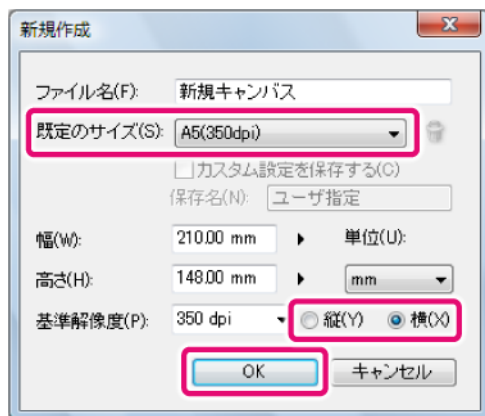 新規作成
ファイル名(F): 新規キャンバス
既定のサイズ(S): A5(350dpi)
カスタム設定を保存する(C)
保存名(N): ユーザ指定
幅(W): 210.00 mm 単位(U):
高さ(H): 148.00 mm mm
基準解像度(P): 350 dpi 縦(Y) 横(X)
OK キャンセル